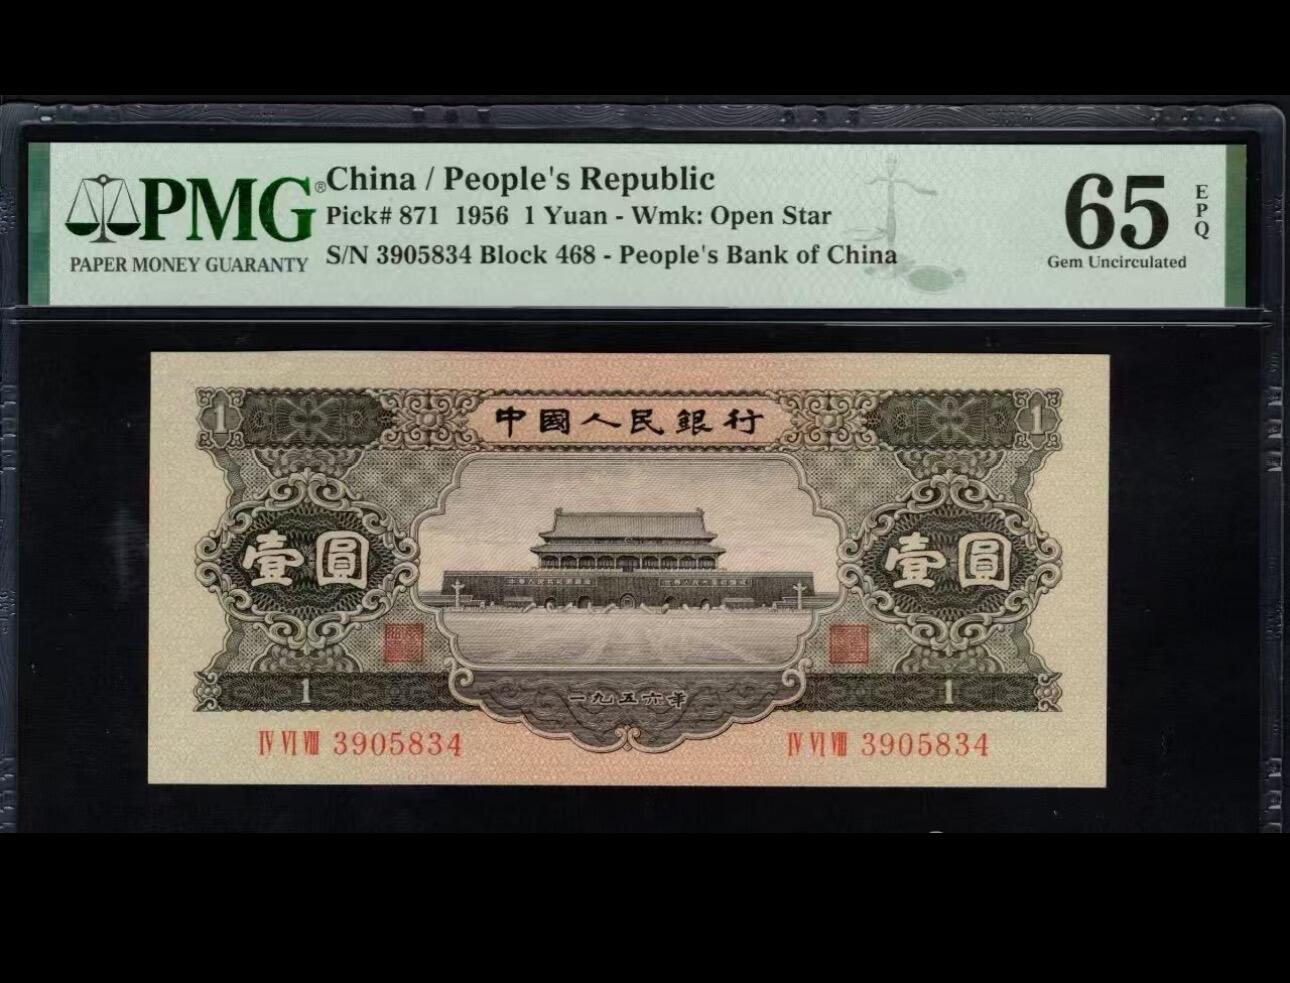 PMG®
PAPER MONEY GUARANTY
China / People's Republic
Pick# 871 1956 1 Yuan - Wmk: Open Star
S/N 3905834 Block 468 - People's Bank of China
65 EPQ
Gem Uncirculated
1 中國人民銀行 1
壹圓 壹圓
1 一九五六年 1
IV VI VIII 3905834 IV VI VIII 3905834